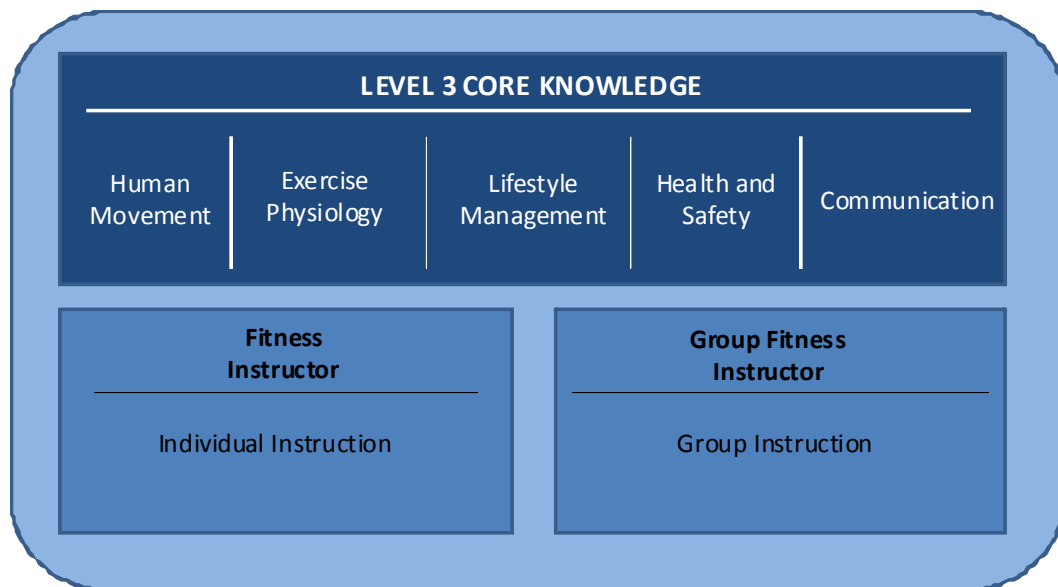 LEVEL 3 CORE KNOWLEDGE
Human
Movement
Exercise
Physiology
Lifestyle
Management
Health and
Safety
Communication
Fitness
Instructor
Individual Instruction
Group Fitness
Instructor
Group Instruction